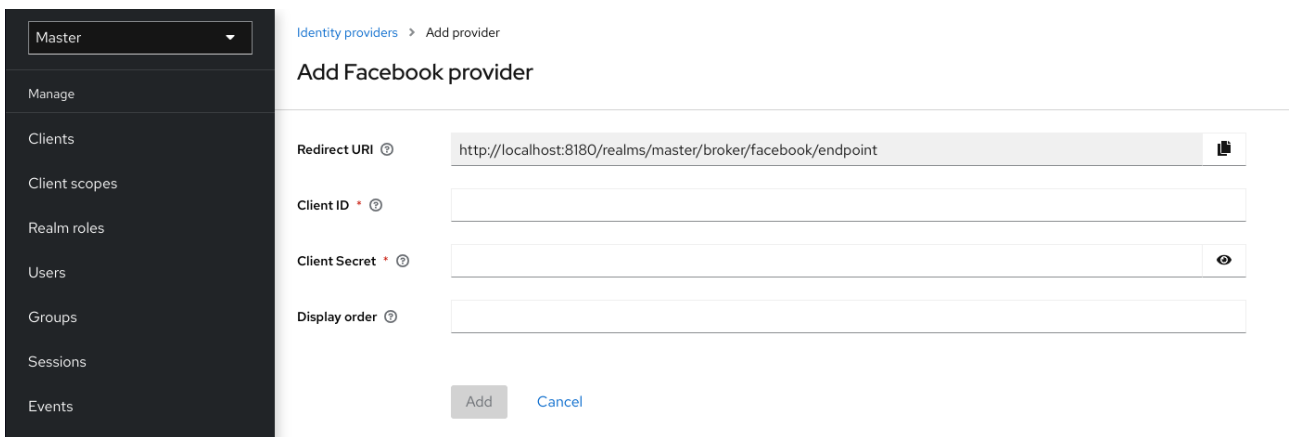 Master
Manage
Clients
Client scopes
Realm roles
Users
Groups
Sessions
Events
Identity providers > Add provider
Add Facebook provider
Redirect URI
http://localhost:8180/realms/master/broker/facebook/endpoint
Client ID *
Client Secret *
Display order
Add Cancel